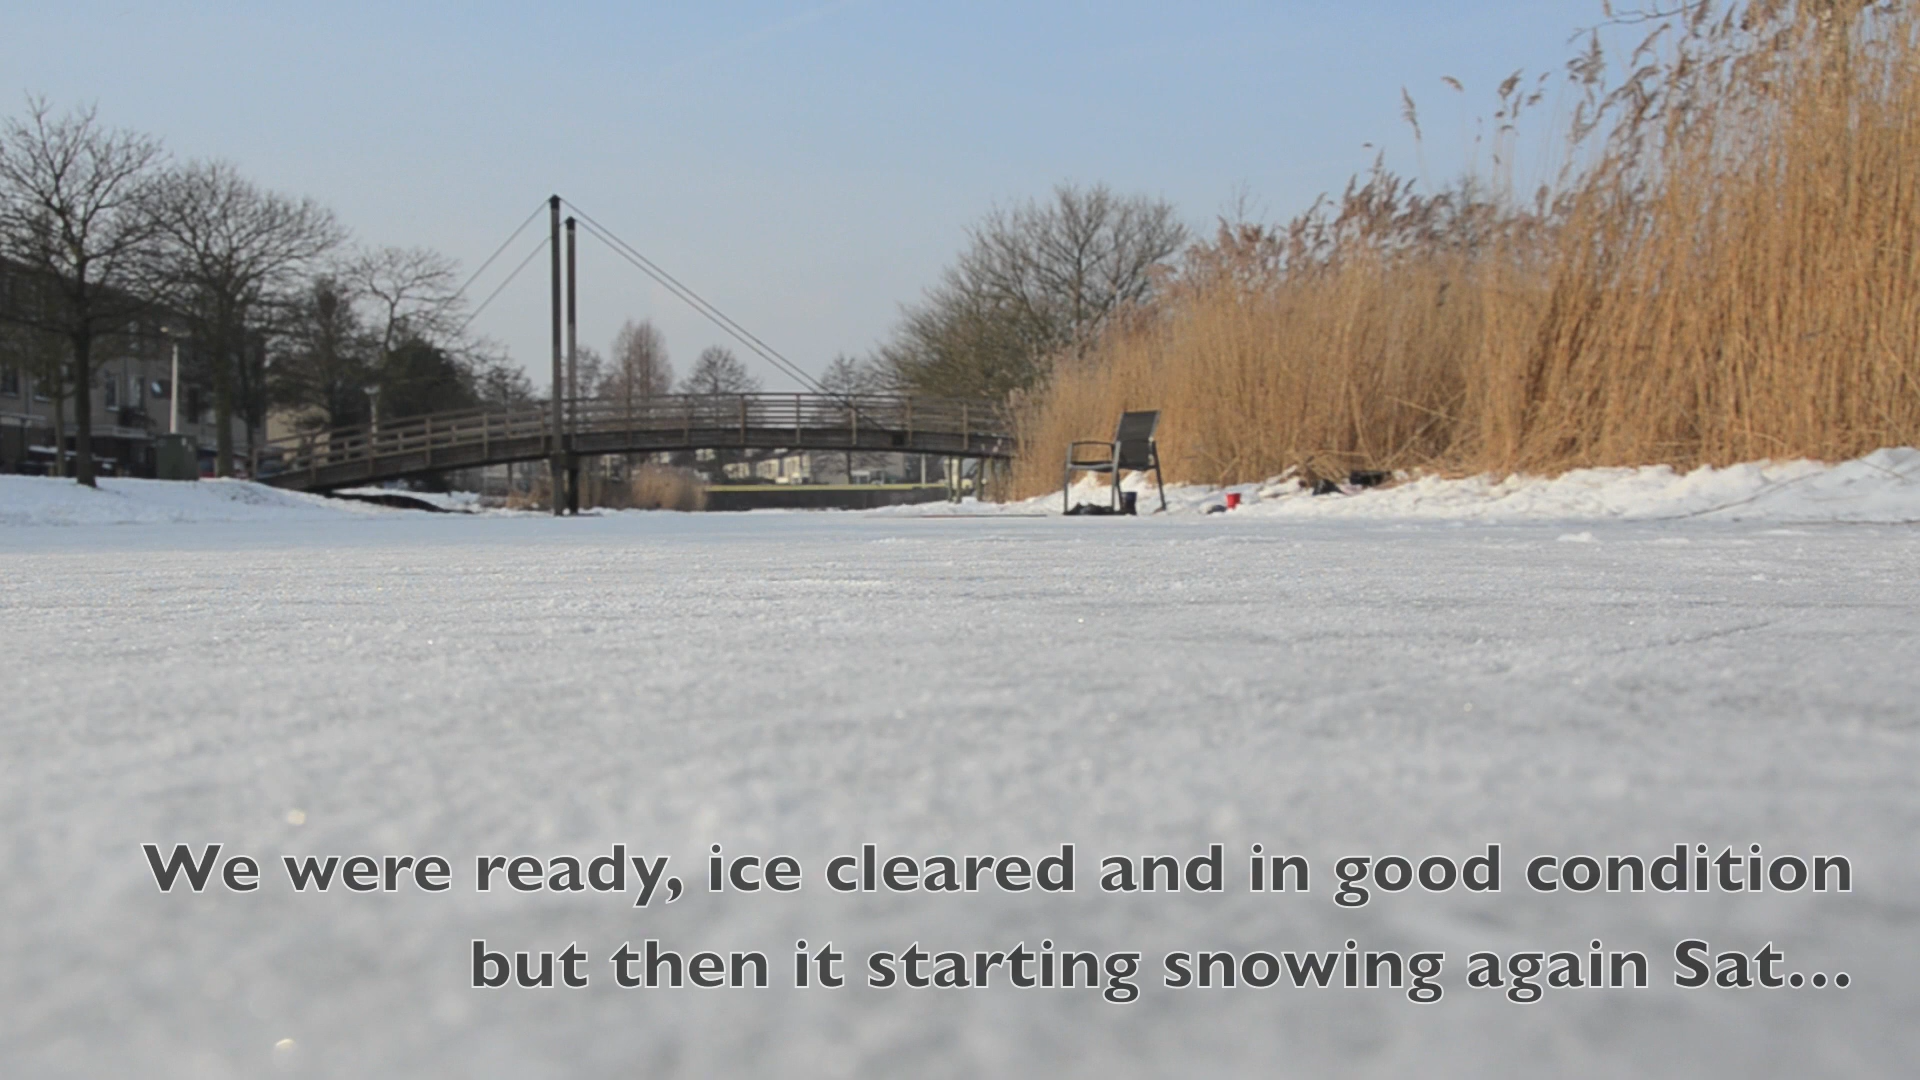 We were ready, ice cleared and in good condition
but then it starting snowing again Sat...